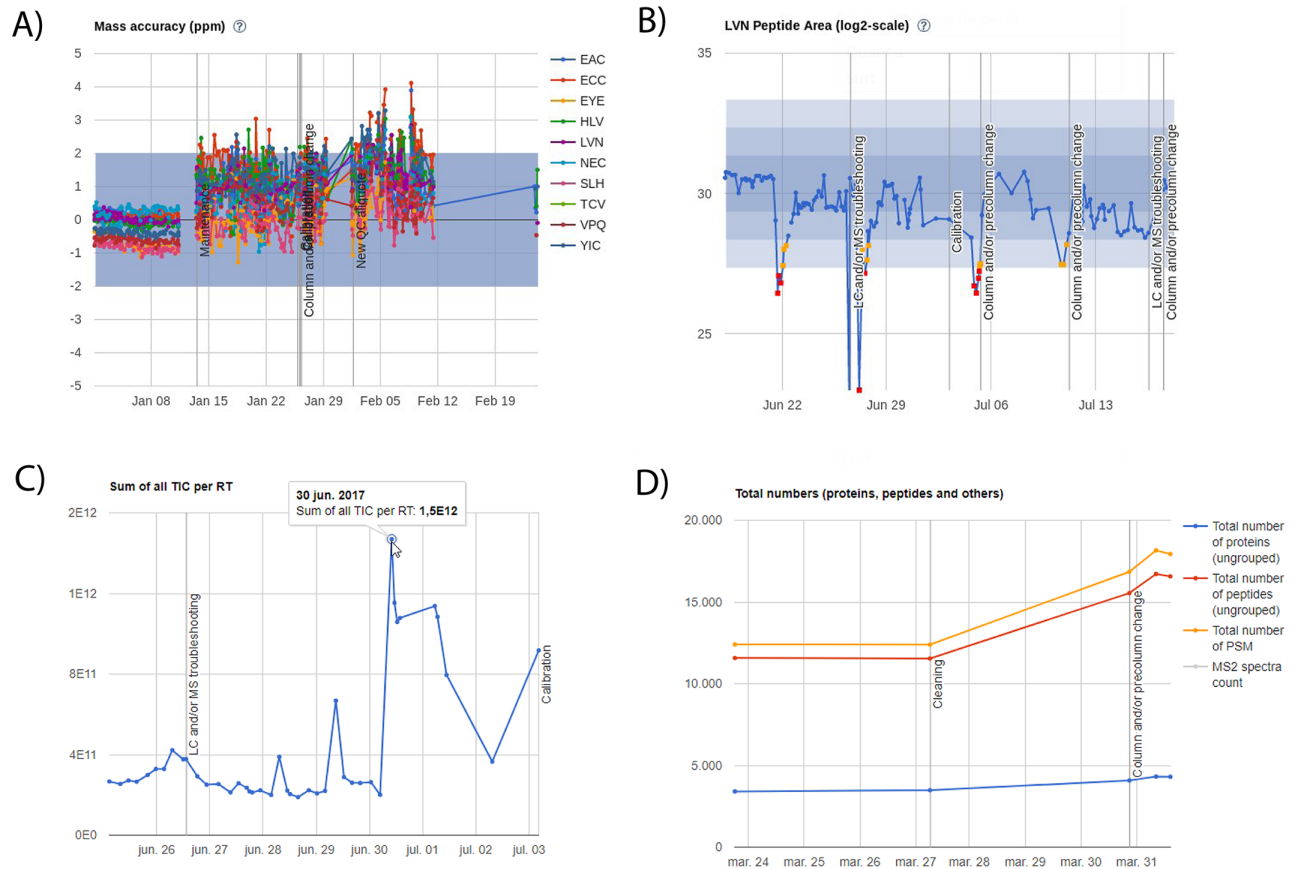 A)
Mass accuracy (ppm) ?
5
4
3
2
1
0
-1
-2
-3
-4
-5
Jan 08
Jan 15
Jan 22
Jan 29
Feb 05
Feb 12
Feb 19
Maintenance
Column and/or precolumn change
New QC aliquote
EAC
ECC
EYE
HLV
LVN
NEC
SLH
TCV
VPQ
YIC
B)
LVN Peptide Area (log2-scale) ?
35
30
25
Jun 22
Jun 29
Jul 06
Jul 13
LC and/or MS troubleshooting
Calibration
Column and/or precolumn change
Column and/or precolumn change
LC and/or MS troubleshooting
Column and/or precolumn change
C)
Sum of all TIC per RT
30 jun. 2017
Sum of all TIC per RT: 1,5E12
2E12
1E12
8E11
4E11
0E0
jun. 26
jun. 27
jun. 28
jun. 29
jun. 30
jul. 01
jul. 02
jul. 03
LC and/or MS troubleshooting
Calibration
D)
Total numbers (proteins, peptides and others)
20.000
15.000
10.000
5.000
0
mar. 24
mar. 25
mar. 26
mar. 27
mar. 28
mar. 29
mar. 30
mar. 31
Cleaning
Column and/or precolumn change
Total number
of proteins
(ungrouped)
Total number
of peptides
(ungrouped)
Total number
of PSM
MS2 spectra
count